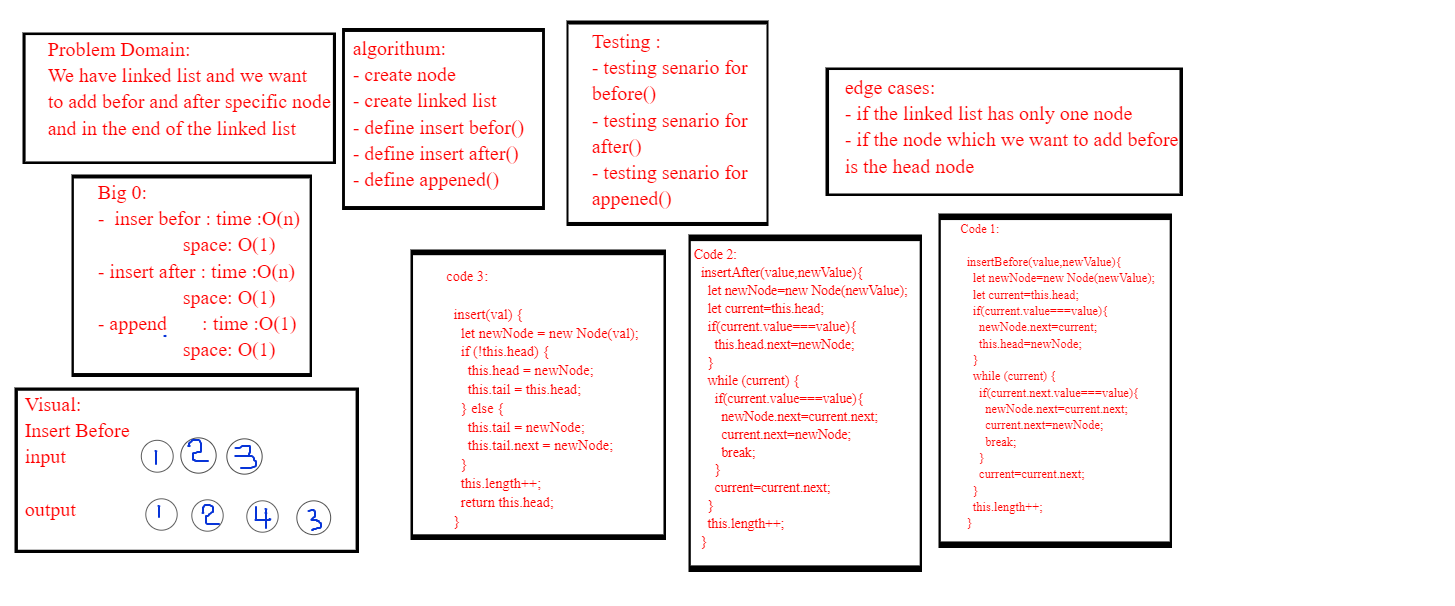 Problem Domain:
We have linked list and we want
to add befor and after specific node
and in the end of the linked list
algorithum:
- create node
- create linked list
- define insert befor()
- define insert after()
- define appened()
Testing :
- testing senario for
before()
- testing senario for
after()
- testing senario for
appened()
edge cases:
- if the linked list has only one node
- if the node which we want to add before
is the head node
Big 0:
- inser befor : time :O(n)
space: O(1)
- insert after : time :O(n)
space: O(1)
- append : time :O(1)
space: O(1)
code 3:
insert(val) {
let newNode = new Node(val);
if (!this.head) {
this.head = newNode;
this.tail = this.head;
} else {
this.tail = newNode;
this.tail.next = newNode;
}
this.length++;
return this.head;
}
Code 2:
insertAfter(value,newValue){
let newNode=new Node(newValue);
let current=this.head;
if(current.value===value){
this.head.next=newNode;
}
while (current) {
if(current.value===value){
newNode.next=current.next;
current.next=newNode;
break;
}
current=current.next;
}
this.length++;
}
Code 1:
insertBefore(value,newValue){
let newNode=new Node(newValue);
let current=this.head;
if(current.value===value){
newNode.next=current;
this.head=newNode;
}
while (current) {
if(current.next.value===value){
newNode.next=current.next;
current.next=newNode;
break;
}
current=current.next;
}
this.length++;
}
Visual:
Insert Before
input 1 2 3
output 1 2 4 3